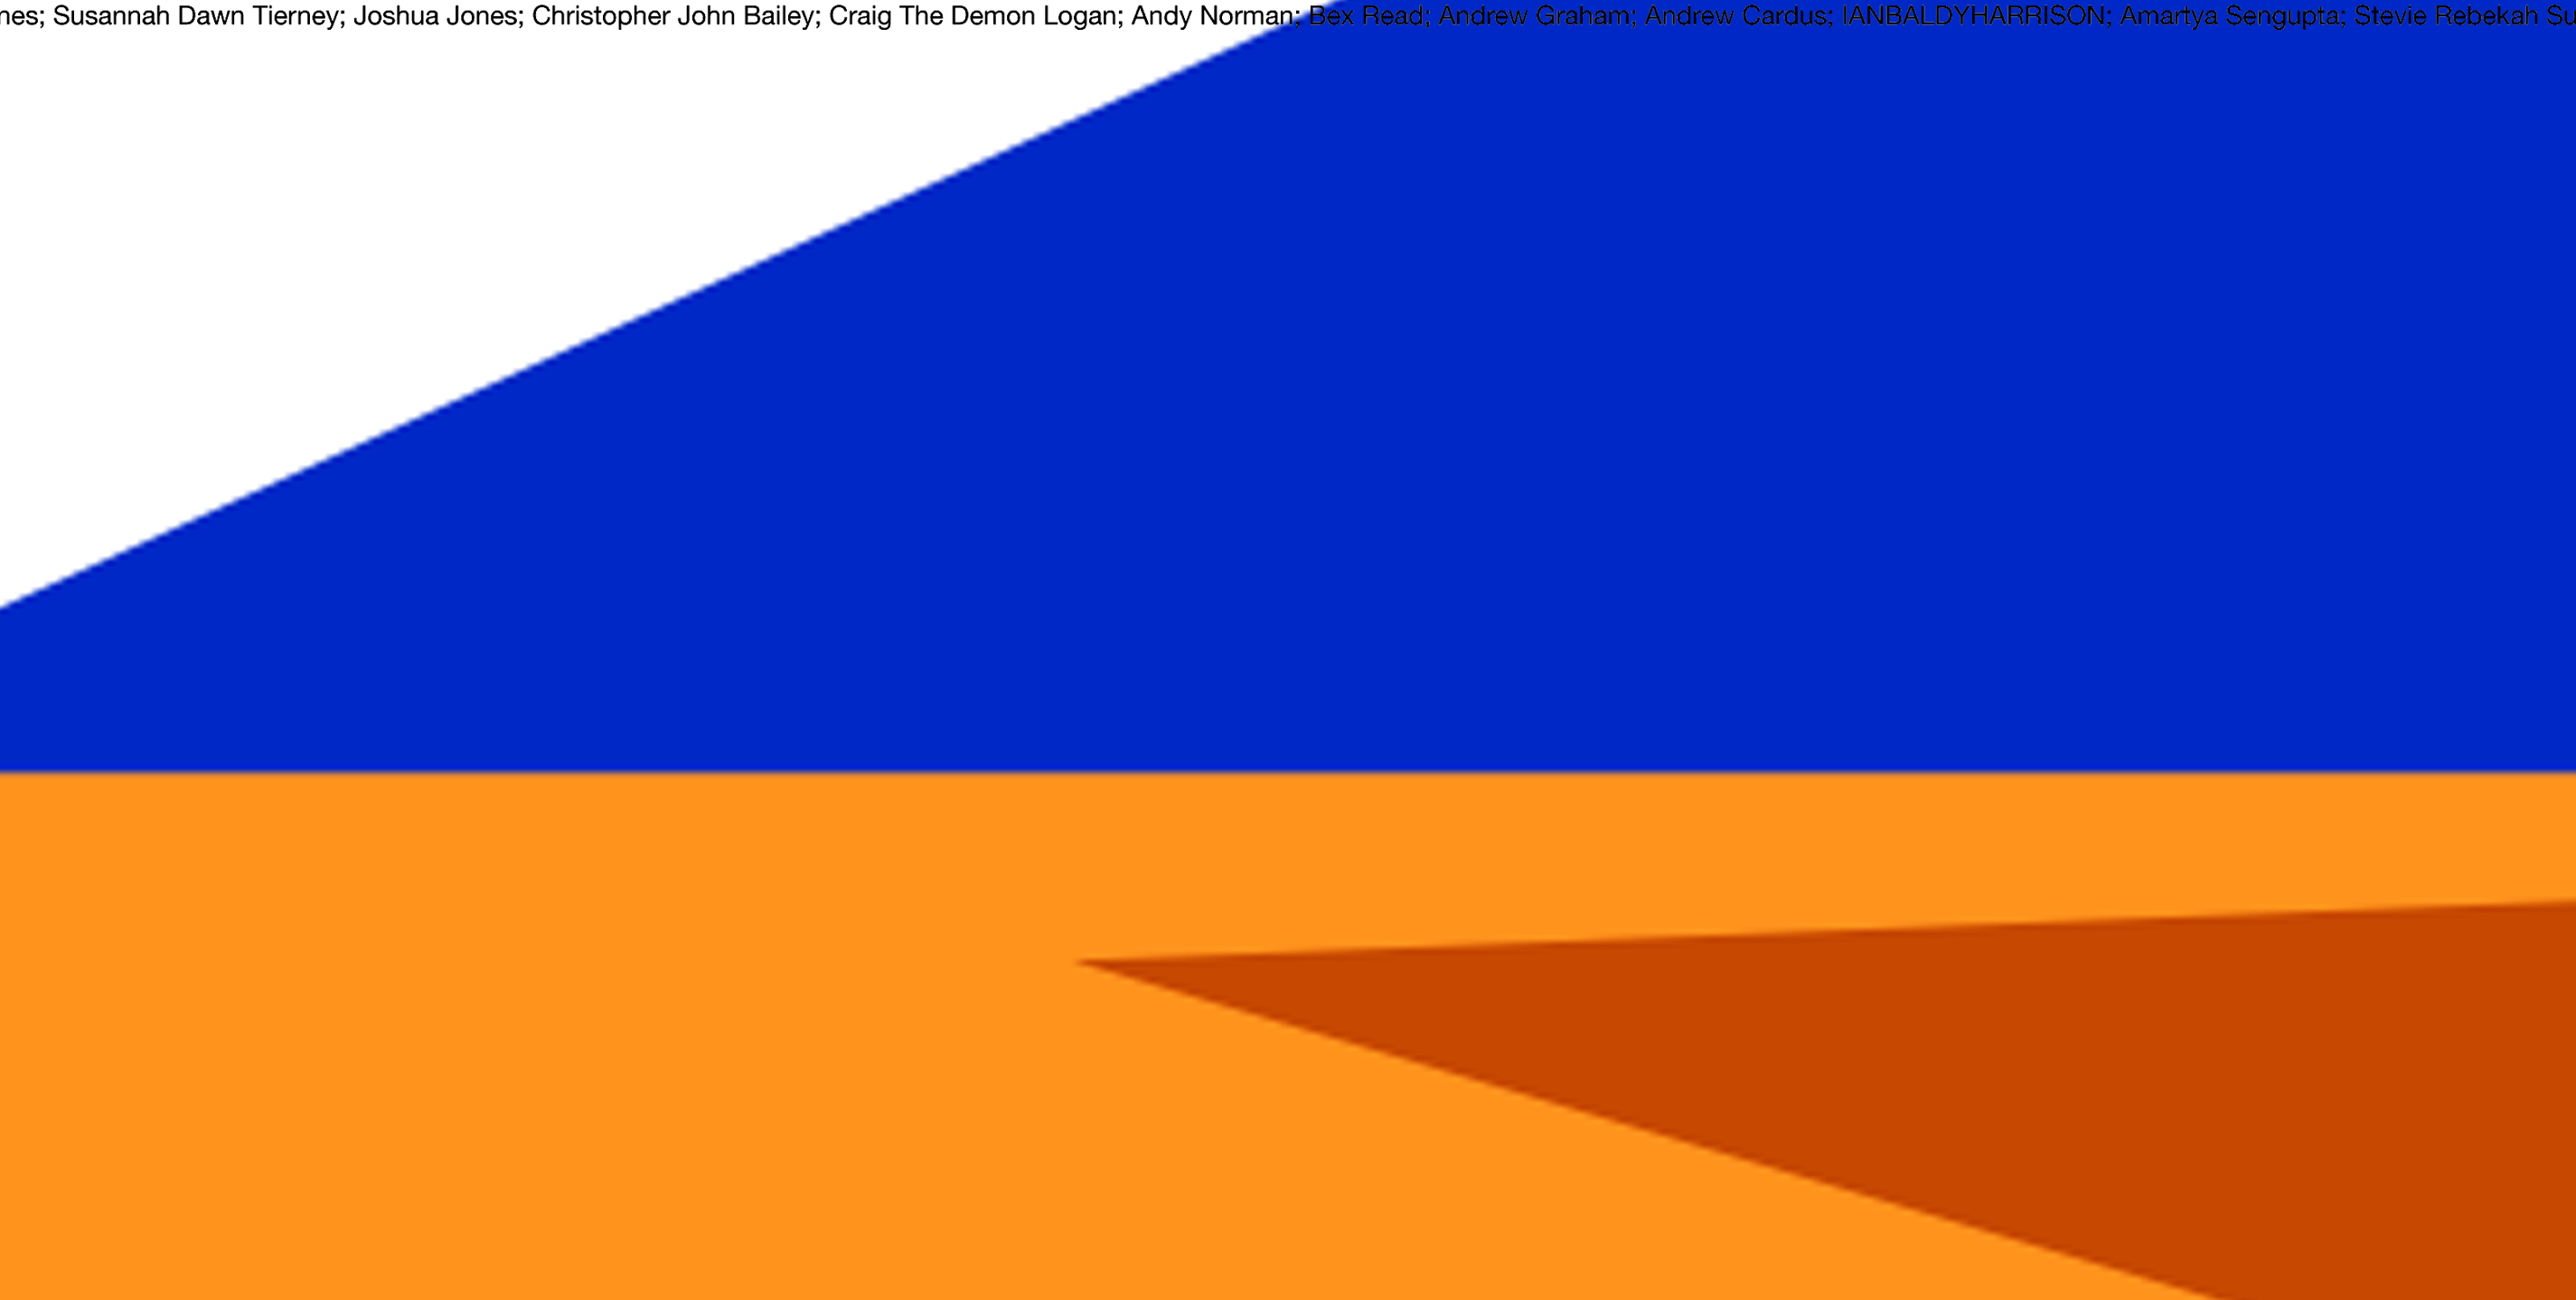 nes; Susannah Dawn Tierney; Joshua Jones; Christopher John Bailey; Craig The Demon Logan; Andy Norman; Bex Read; Andrew Graham; Andrew Cardus; IANBALDYHARRISON; Amartya Sengupta; Stevie Rebekah Su